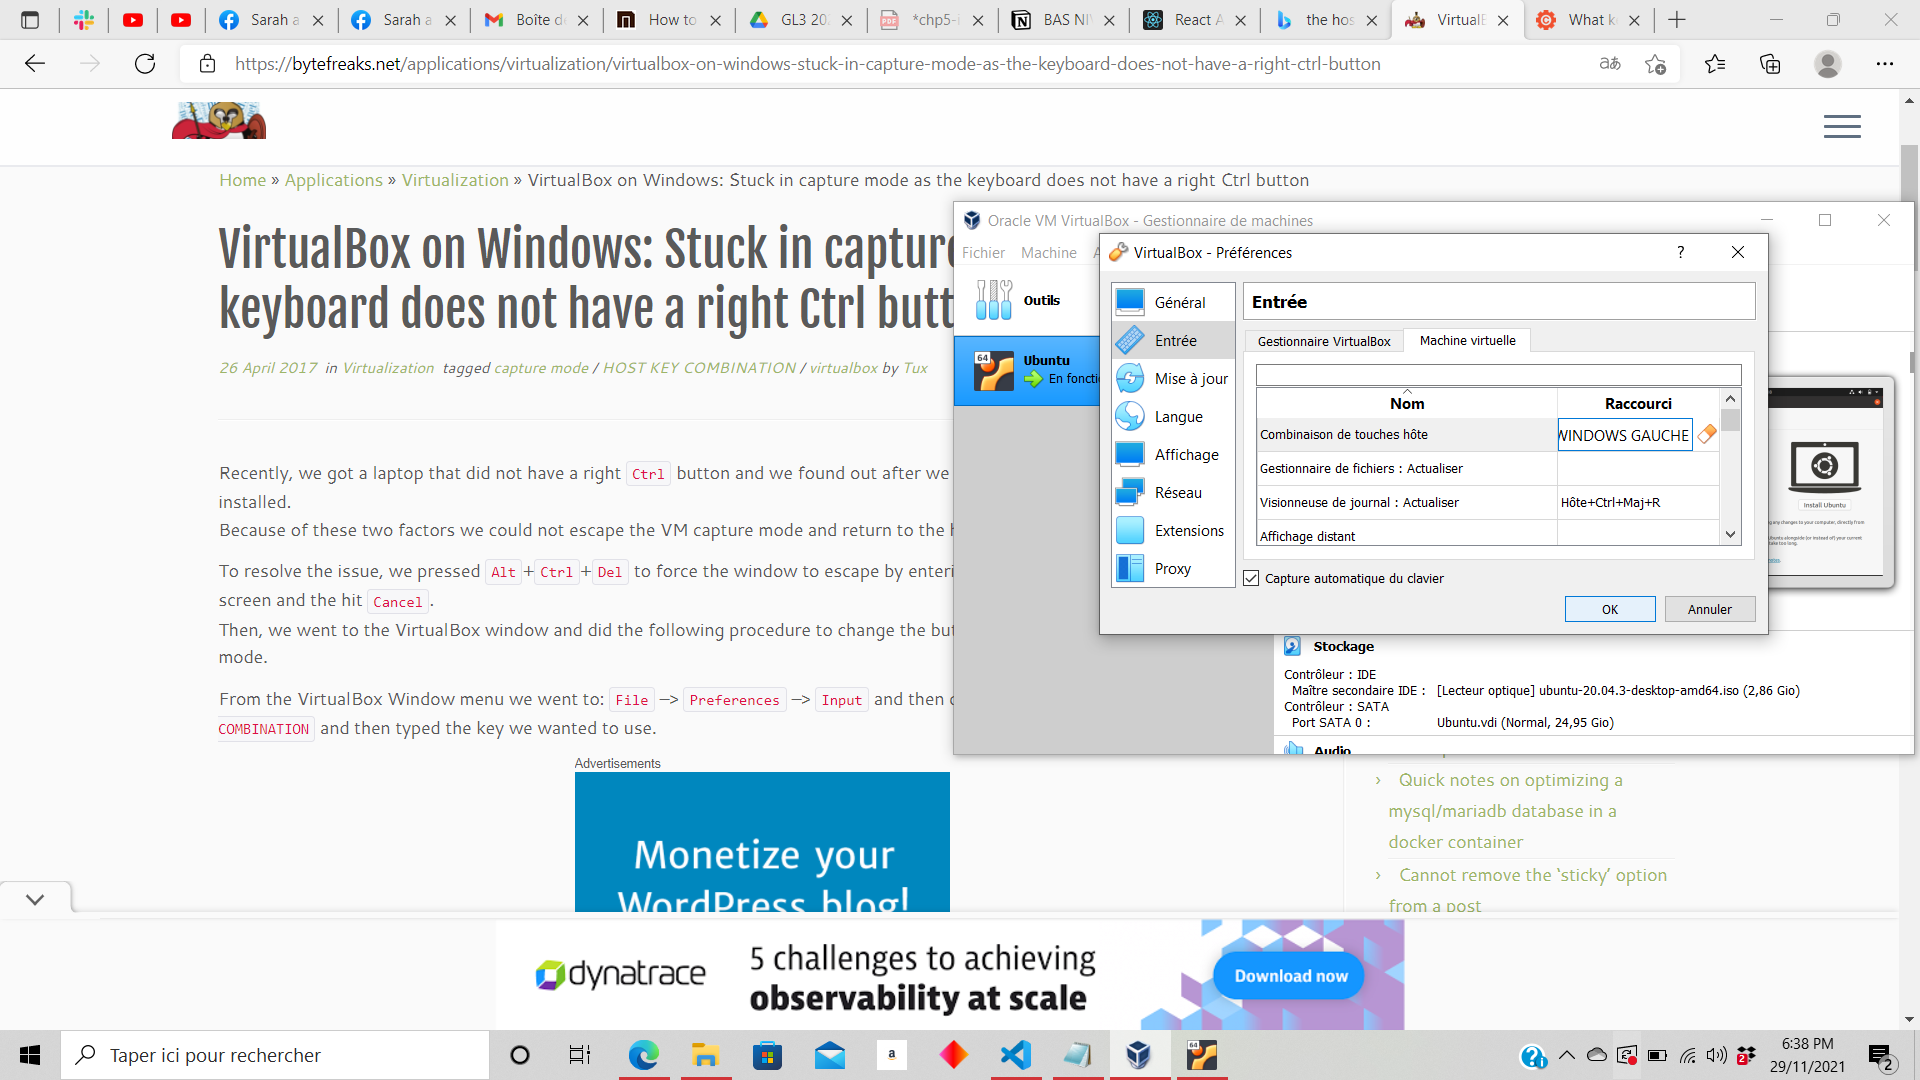 Sarah a
Sarah a
Boîte de
How to
GL3 202
*chp5-i
BAS NIV
React A
the hos
VirtualB
What k
https://bytefreaks.net/applications/virtualization/virtualbox-on-windows-stuck-in-capture-mode-as-the-keyboard-does-not-have-a-right-ctrl-button
Home » Applications » Virtualization » VirtualBox on Windows: Stuck in capture mode as the keyboard does not have a right Ctrl button
VirtualBox on Windows: Stuck in capture
keyboard does not have a right Ctrl butt
26 April 2017 in Virtualization tagged capture mode / HOST KEY COMBINATION / virtualbox by Tux
Recently, we got a laptop that did not have a right Ctrl button and we found out after we
installed.
Because of these two factors we could not escape the VM capture mode and return to the h
To resolve the issue, we pressed Alt+Ctrl+Del to force the window to escape by enteri
screen and the hit Cancel.
Then, we went to the VirtualBox window and did the following procedure to change the but
mode.
From the VirtualBox Window menu we went to: File —> Preferences —> Input and then c
COMBINATION and then typed the key we wanted to use.
Advertisements
Monetize your
WordPress blog!
Oracle VM VirtualBox - Gestionnaire de machines
Fichier Machine A
Outils
64
Ubuntu
En foncti
VirtualBox - Préférences
?
Général
Entrée
Mise à jour
Langue
Affichage
Réseau
Extensions
Proxy
Entrée
Gestionnaire VirtualBox
Machine virtuelle
Nom Raccourci
Combinaison de touches hôte WINDOWS GAUCHE
Gestionnaire de fichiers : Actualiser
Visionneuse de journal : Actualiser Hôte+Ctrl+Maj+R
Affichage distant
Capture automatique du clavier
OK
Annuler
Install Ubuntu
Stockage
Contrôleur : IDE
Maître secondaire IDE : [Lecteur optique] ubuntu-20.04.3-desktop-amd64.iso (2,86 Gio)
Contrôleur : SATA
Port SATA 0 : Ubuntu.vdi (Normal, 24,95 Gio)
Audio
› Quick notes on optimizing a
mysql/mariadb database in a
docker container
› Cannot remove the ‘sticky’ option
from a post
dynatrace
5 challenges to achieving
observability at scale
Download now
Taper ici pour rechercher
a
64
2
6:38 PM
29/11/2021
2